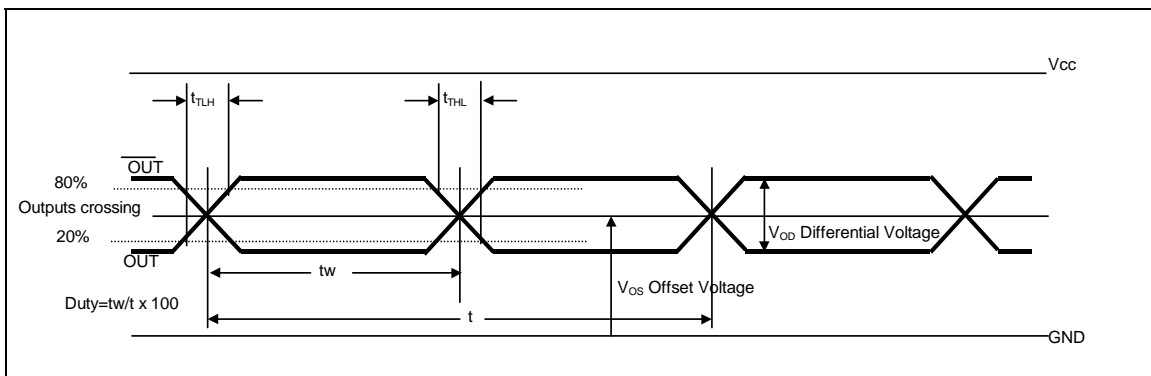 Vcc
tTLH
tTHL
OUT
80%
Outputs crossing
20%
OUT
VOD Differential Voltage
tw
VOS Offset Voltage
Duty=tw/t x 100
t
GND